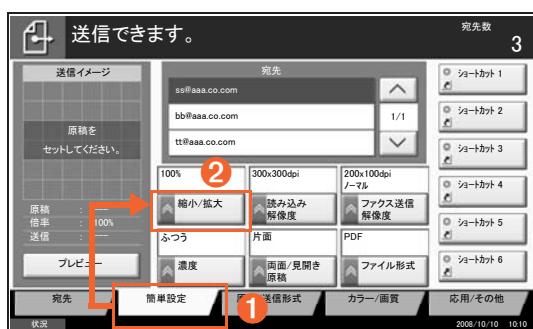 送信できます。
宛先数
3
送信イメージ
原稿を
セットしてください。
原稿 : ---
倍率 : 100%
送信 : ---
プレビュー
宛先
ss@aaa.co.com
bb@aaa.co.com
tt@aaa.co.com
1/1
100%
縮小/拡大
300x300dpi
読み込み
解像度
200x100dpi
ノーマル
ファクス送信
解像度
ふつう
濃度
片面
両面/見開き
原稿
PDF
ファイル形式
ショートカット 1
ショートカット 2
ショートカット 3
ショートカット 4
ショートカット 5
ショートカット 6
2
1
宛先
簡単設定
送信形式
カラー/画質
応用/その他
状況
2008/10/10 10:10